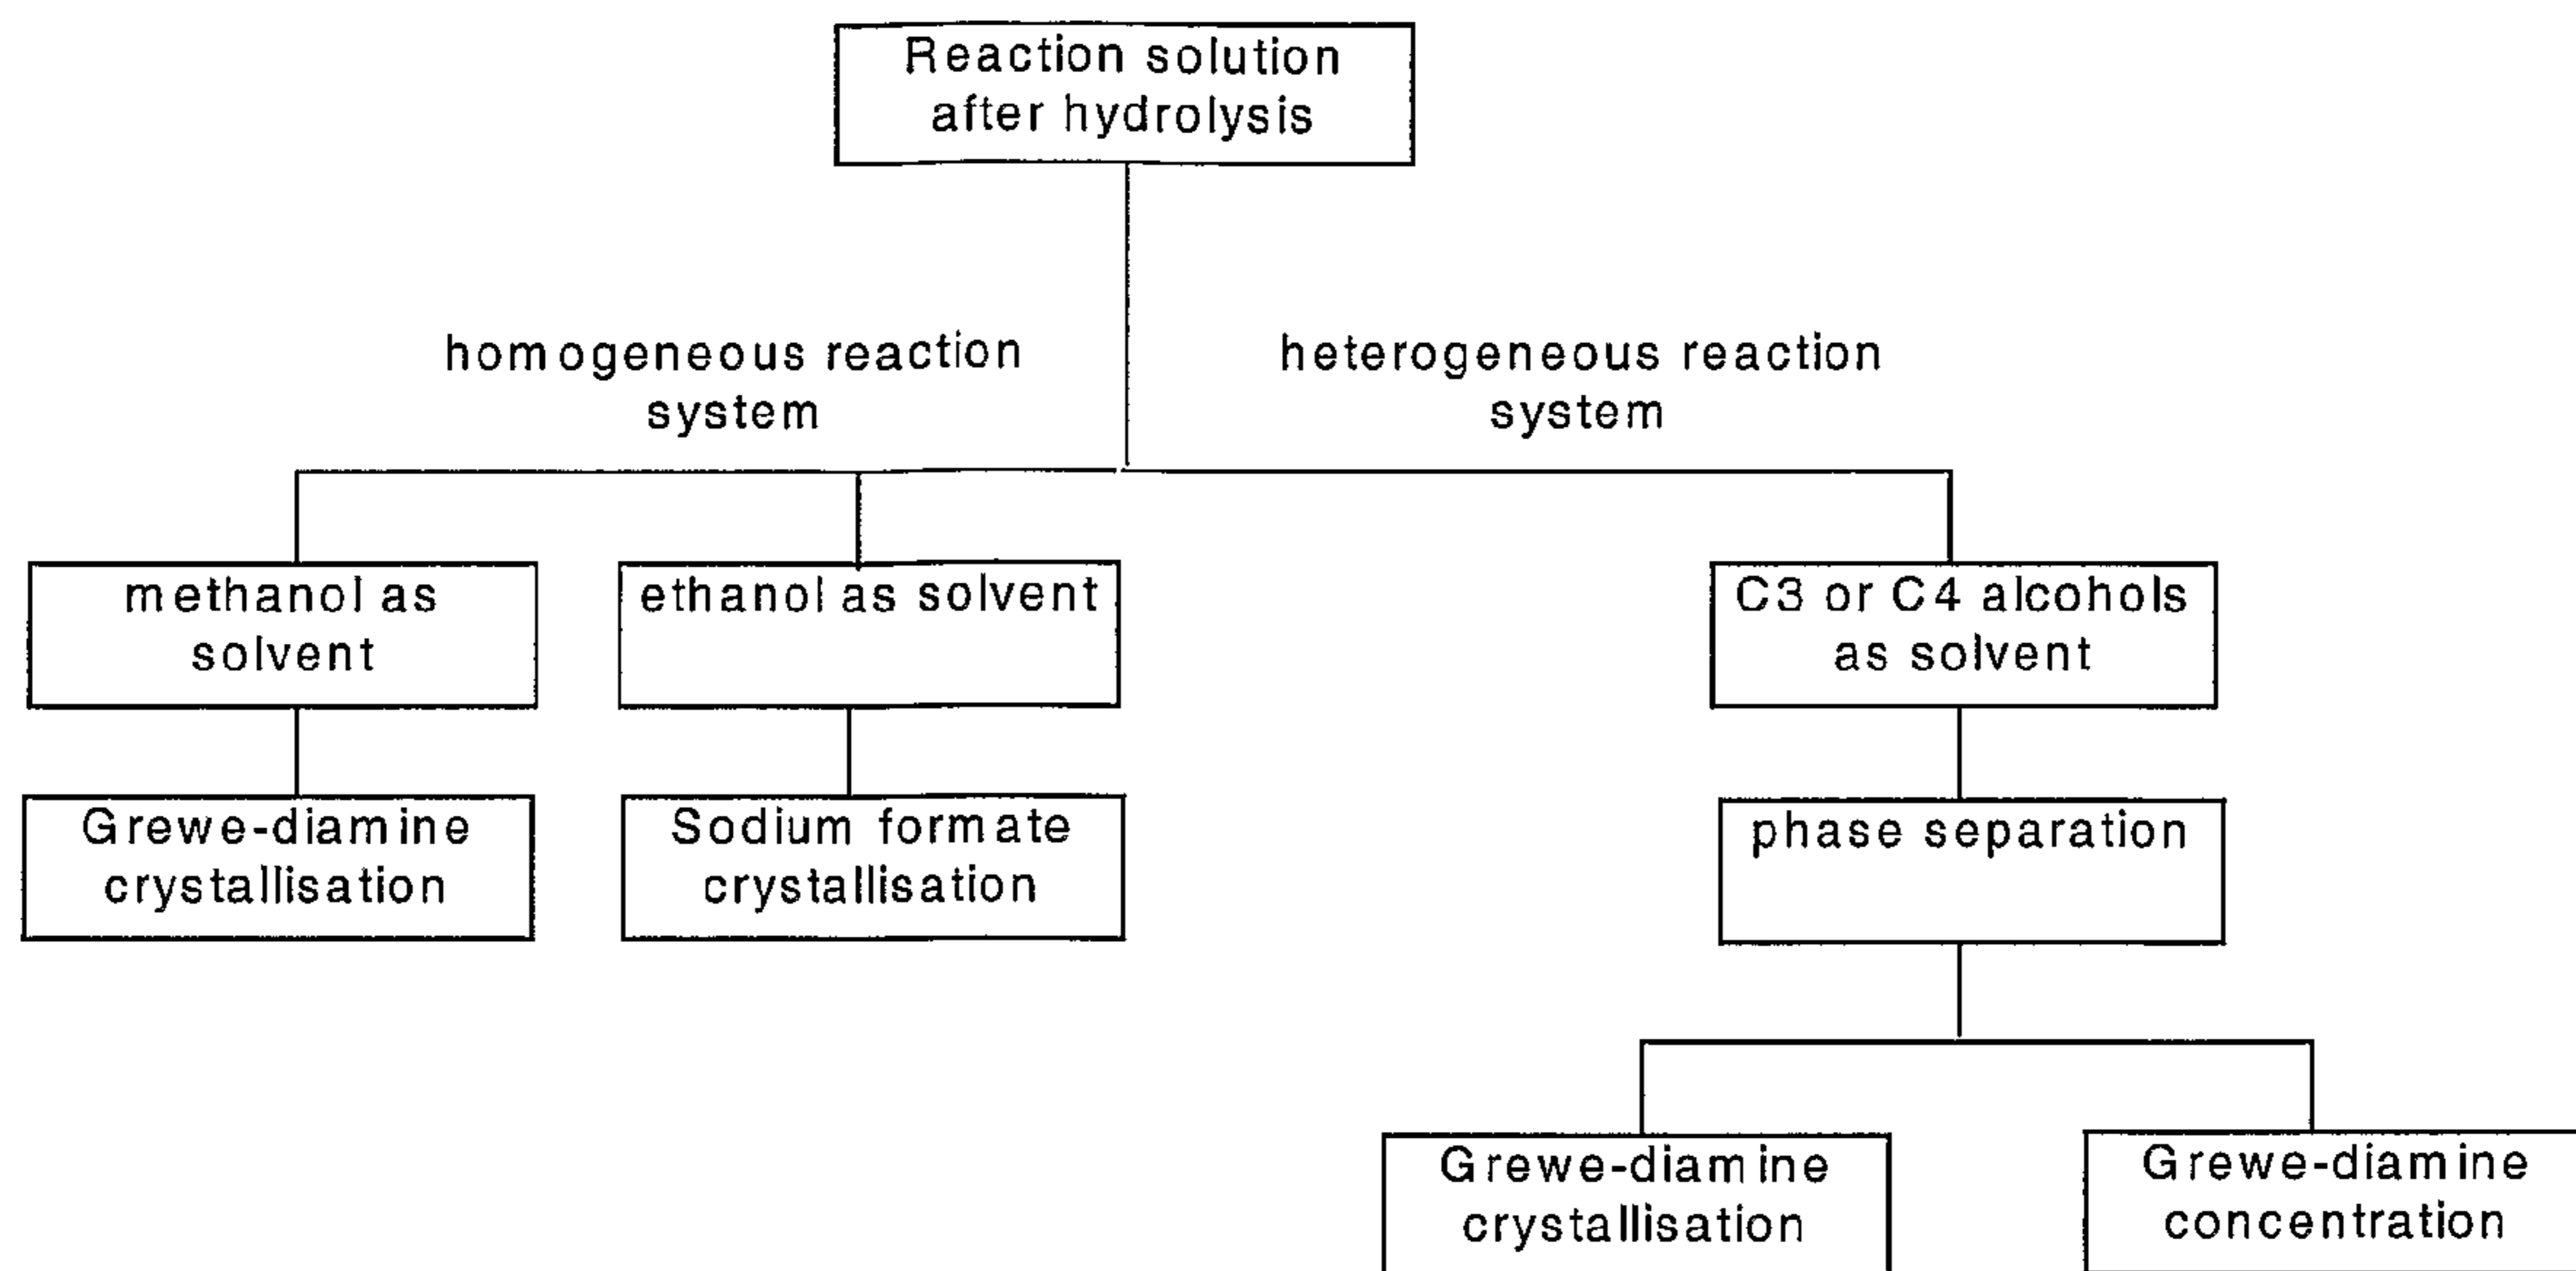 Reaction solution
after hydrolysis
homogeneous reaction
system
heterogeneous reaction
system
methanol as
solvent
ethanol as solvent
C3 or C4 alcohols
as solvent
Grewe-diamine
crystallisation
Sodium formate
crystallisation
phase separation
Grewe-diamine
crystallisation
Grewe-diamine
concentration